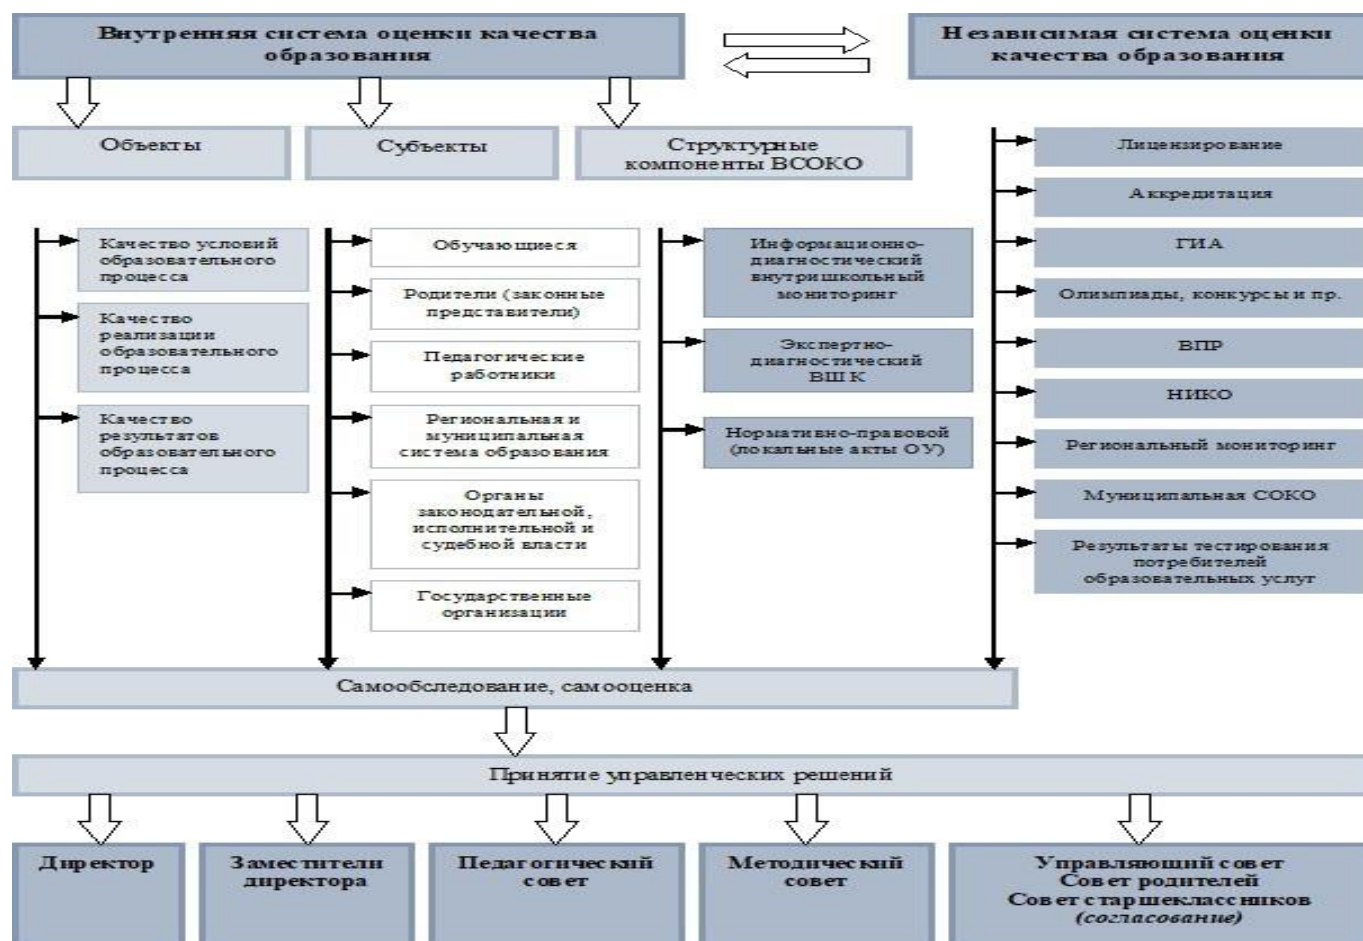 Внутренняя система оценки качества
образования
Независимая система оценки
качества образования
Объекты
Субъекты
Структурные
компоненты ВСОКО
Качество условий
образовательного
процесса
Качество
реализации
образовательного
процесса
Качество
результатов
образовательного
процесса
Обучающиеся
Родители (законные
представители)
Педагогические
работники
Региональная и
муниципальная
система образования
Органы
законодательной,
исполнительной и
судебной власти
Государственные
организации
Информационно-
диагностический
внутришкольный
мониторинг
Экспертно-
диагностический
ВШК
Нормативно-правовой
(локальные акты ОУ)
Лицензирование
Аккредитация
ГИА
Олимпиады, конкурсы и пр.
ВПР
НИКО
Региональный мониторинг
Муниципальная СОКО
Результаты тестирования
потребителей
образовательных услуг
Самообследование, самооценка
Принятие управленческих решений
Директор
Заместители
директора
Педагогический
совет
Методический
совет
Управляющий совет
Совет родителей
Совет старшеклассников
(согласование)